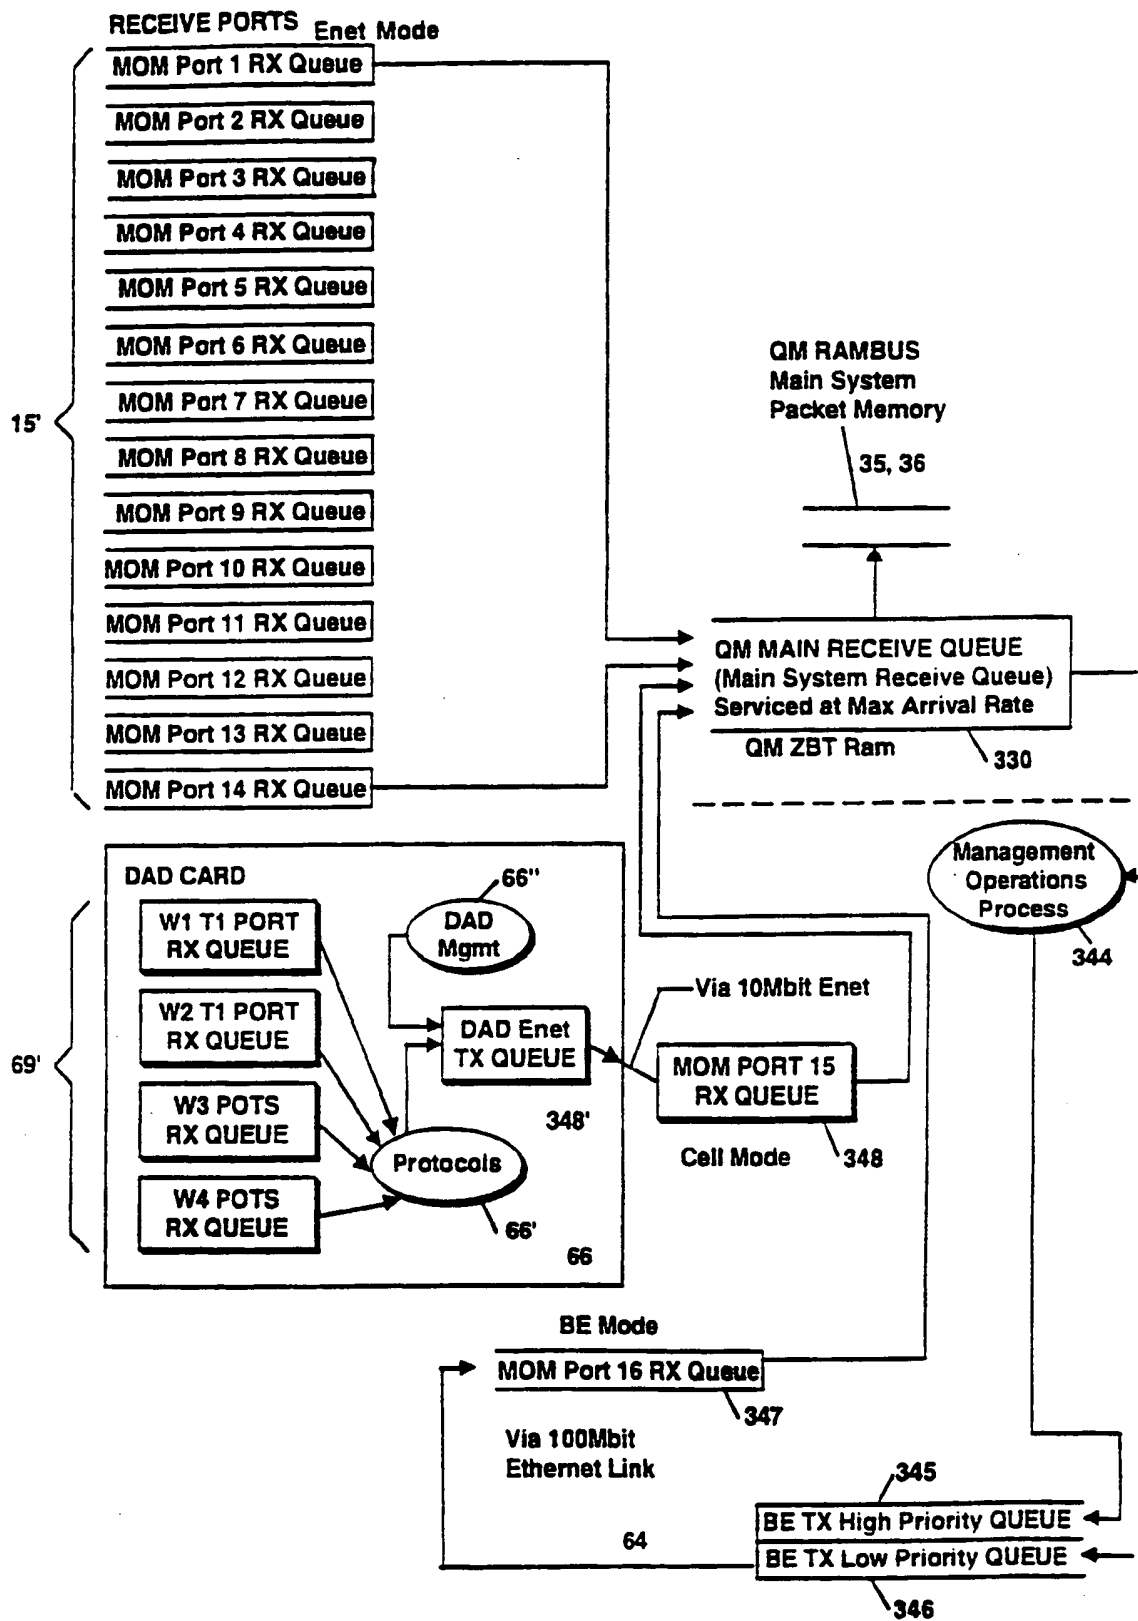 RECEIVE PORTS Enet Mode
MOM Port 1 RX Queue
MOM Port 2 RX Queue
MOM Port 3 RX Queue
MOM Port 4 RX Queue
MOM Port 5 RX Queue
MOM Port 6 RX Queue
MOM Port 7 RX Queue
MOM Port 8 RX Queue
MOM Port 9 RX Queue
MOM Port 10 RX Queue
MOM Port 11 RX Queue
MOM Port 12 RX Queue
MOM Port 13 RX Queue
MOM Port 14 RX Queue
15'
QM RAMBUS
Main System
Packet Memory
35, 36
QM MAIN RECEIVE QUEUE
(Main System Receive Queue)
Serviced at Max Arrival Rate
QM ZBT Ram
330
Management
Operations
Process
344
DAD CARD
66"
W1 T1 PORT
RX QUEUE
DAD
Mgmt
W2 T1 PORT
RX QUEUE
DAD Enet
TX QUEUE
348'
69'
W3 POTS
RX QUEUE
W4 POTS
RX QUEUE
Protocols
66'
66
Via 10Mbit Enet
MOM PORT 15
RX QUEUE
Cell Mode
348
BE Mode
MOM Port 16 RX Queue
347
Via 100Mbit
Ethernet Link
64
345
BE TX High Priority QUEUE
BE TX Low Priority QUEUE
346